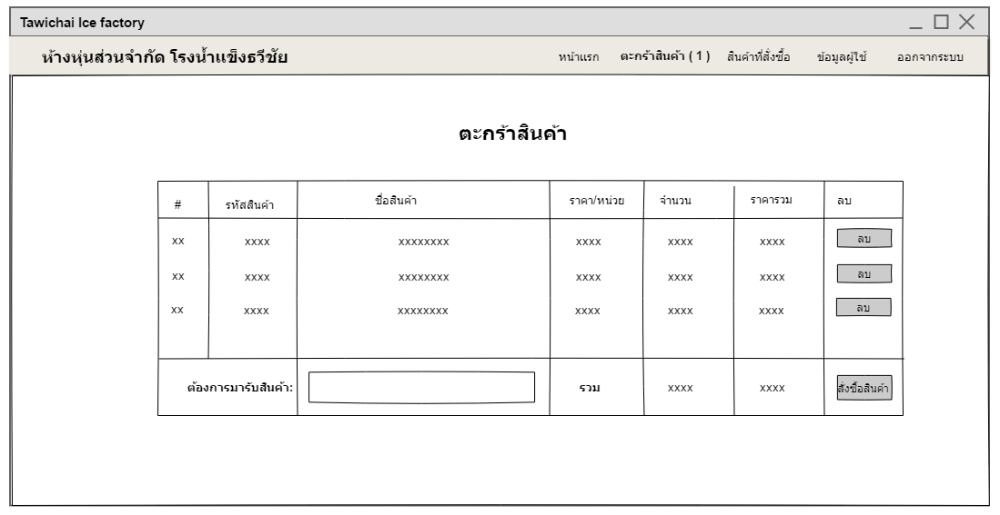 Tawichai Ice factory
ห้างหุ่นส่วนจำกัด โรงน้ำแข็งธวีชัย หน้าแรก ตะกร้าสินค้า ( 1 ) สินค้าที่สั่งซื้อ ข้อมูลผู้ใช้ ออกจากระบบ
ตะกร้าสินค้า
# รหัสสินค้า ชื่อสินค้า ราคา/หน่วย จำนวน ราคารวม ลบ
xx xxxx xxxxxxxx xxxx xxxx xxxx ลบ
xx xxxx xxxxxxxx xxxx xxxx xxxx ลบ
xx xxxx xxxxxxxx xxxx xxxx xxxx ลบ
ต้องการมารับสินค้า: รวม xxxx xxxx สั่งซื้อสินค้า